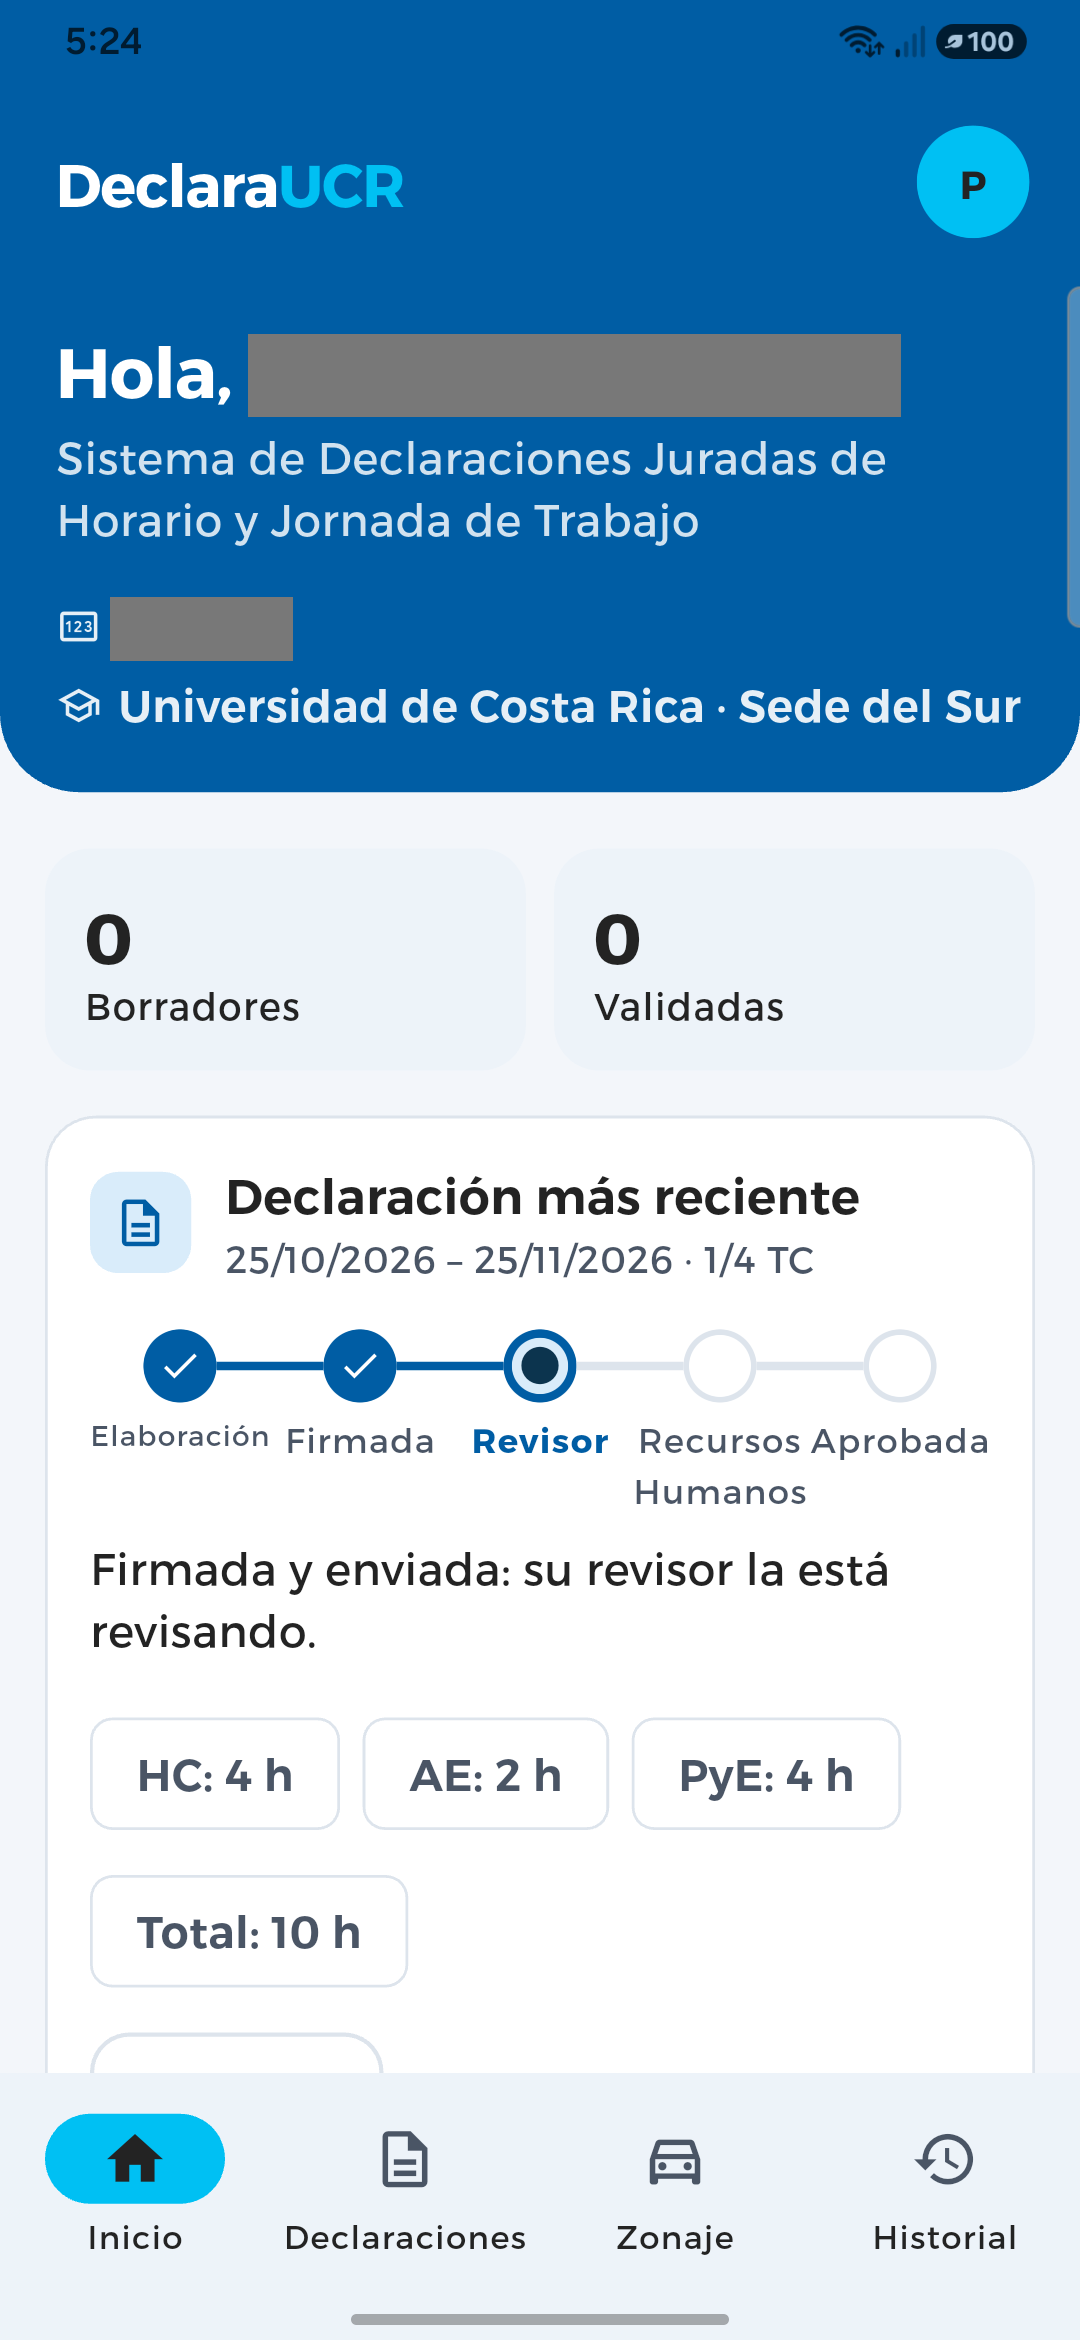 5:24
100
DeclaraUCR
P
Hola,
Sistema de Declaraciones Juradas de
Horario y Jornada de Trabajo
123
Universidad de Costa Rica · Sede del Sur
0
Borradores
0
Validadas
Declaración más reciente
25/10/2026 – 25/11/2026 · 1/4 TC
Elaboración
Firmada
Revisor
Recursos
Humanos
Aprobada
Firmada y enviada: su revisor la está
revisando.
HC: 4 h
AE: 2 h
PyE: 4 h
Total: 10 h
Inicio
Declaraciones
Zonaje
Historial